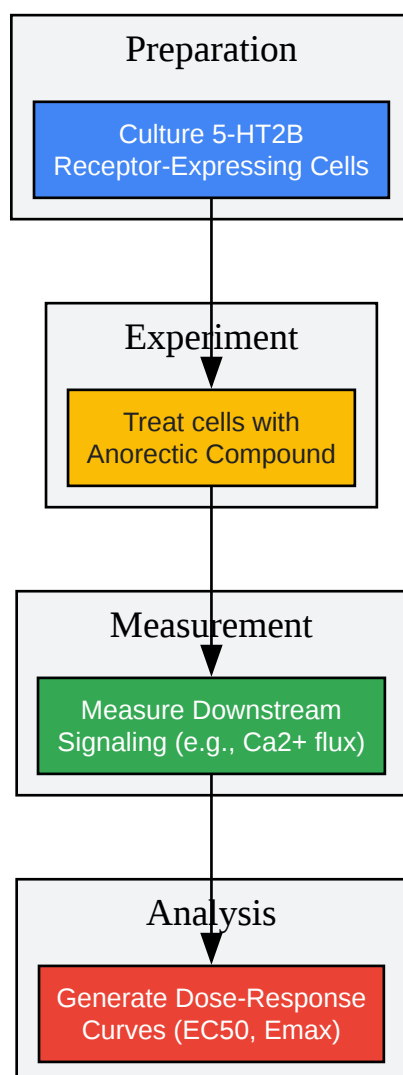 Preparation
Culture 5-HT2B
Receptor-Expressing Cells
Experiment
Treat cells with
Anorectic Compound
Measurement
Measure Downstream
Signaling (e.g., Ca2+ flux)
Analysis
Generate Dose-Response
Curves (EC50, Emax)